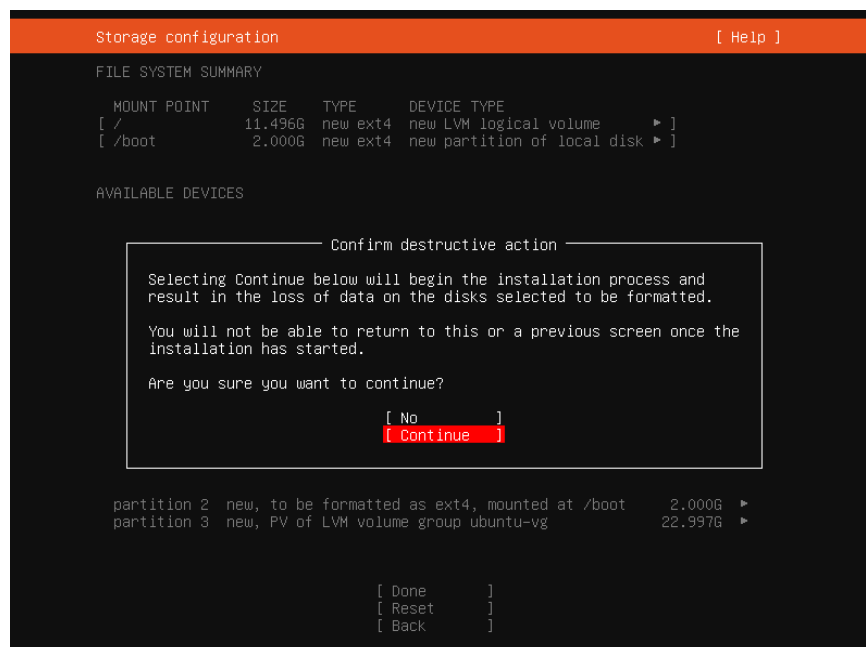 Storage configuration [ Help ]
FILE SYSTEM SUMMARY
MOUNT POINT SIZE TYPE DEVICE TYPE
[ / 11.496G new ext4 new LVM logical volume ▸ ]
[ /boot 2.000G new ext4 new partition of local disk ▸ ]
AVAILABLE DEVICES
Confirm destructive action
Selecting Continue below will begin the installation process and
result in the loss of data on the disks selected to be formatted.
You will not be able to return to this or a previous screen once the
installation has started.
Are you sure you want to continue?
[ No ]
[ Continue ]
partition 2 new, to be formatted as ext4, mounted at /boot 2.000G ▸
partition 3 new, PV of LVM volume group ubuntu-vg 22.997G ▸
[ Done ]
[ Reset ]
[ Back ]